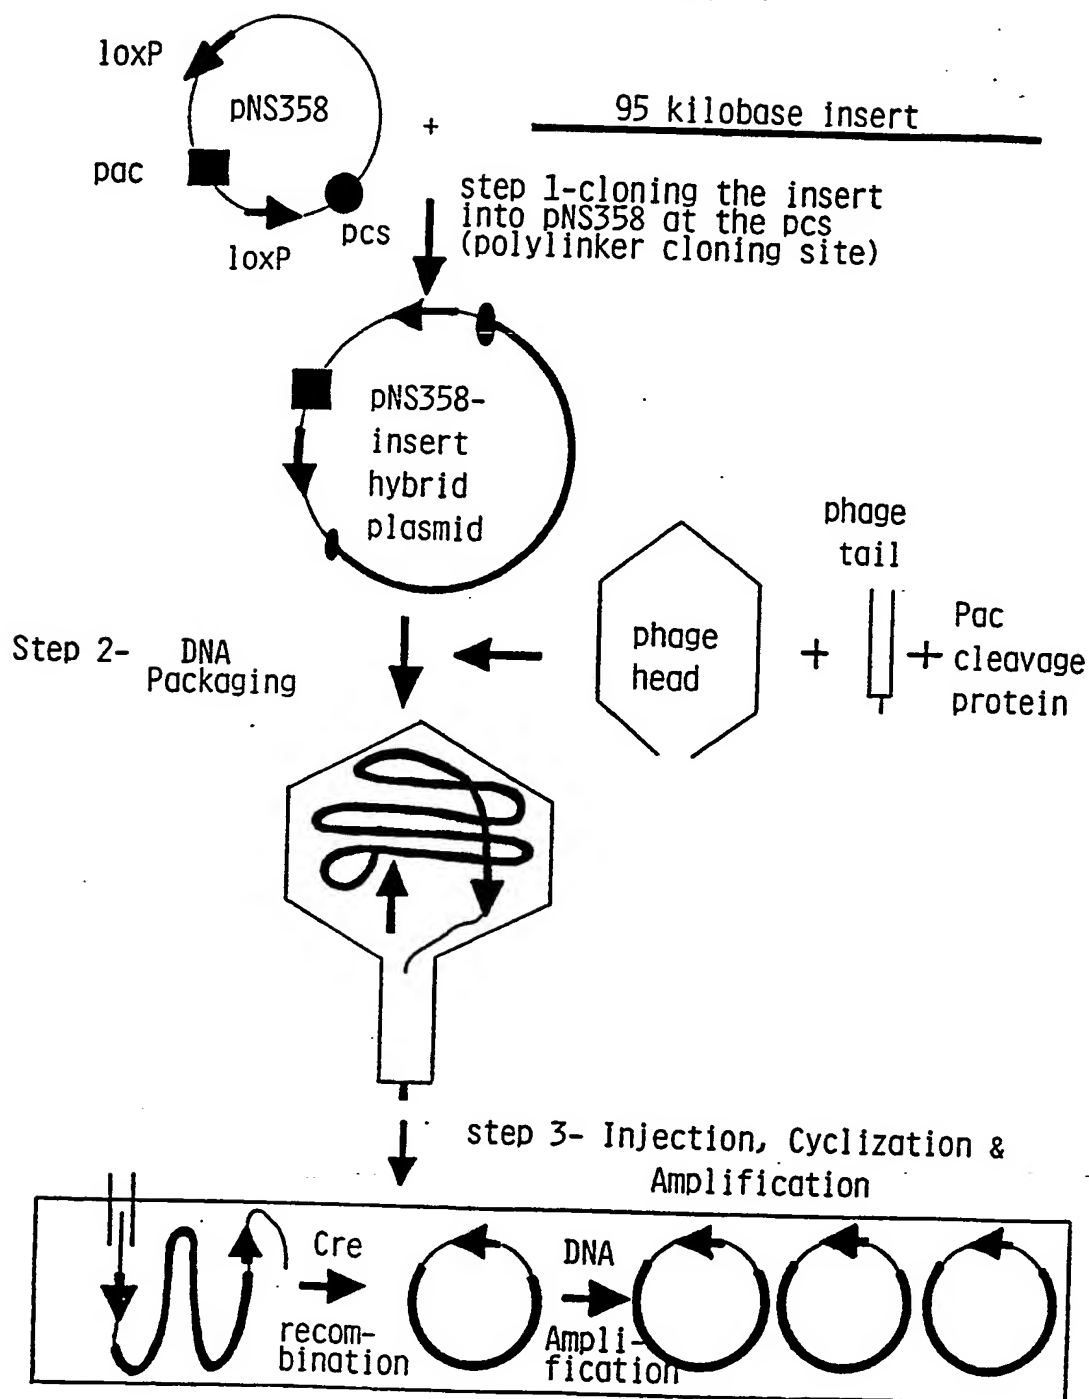 loxP
pNS358
pac
loxP
pcs
+
95 kilobase insert
step 1-cloning the insert
into pNS358 at the pcs
(polylinker cloning site)
pNS358-
insert
hybrid
plasmid
Step 2- DNA
Packaging
phage
head
+
phage
tail
+
Pac
cleavage
protein
step 3- Injection, Cyclization &
Amplification
Cre
recom-
bination
DNA
Ampli-
fication